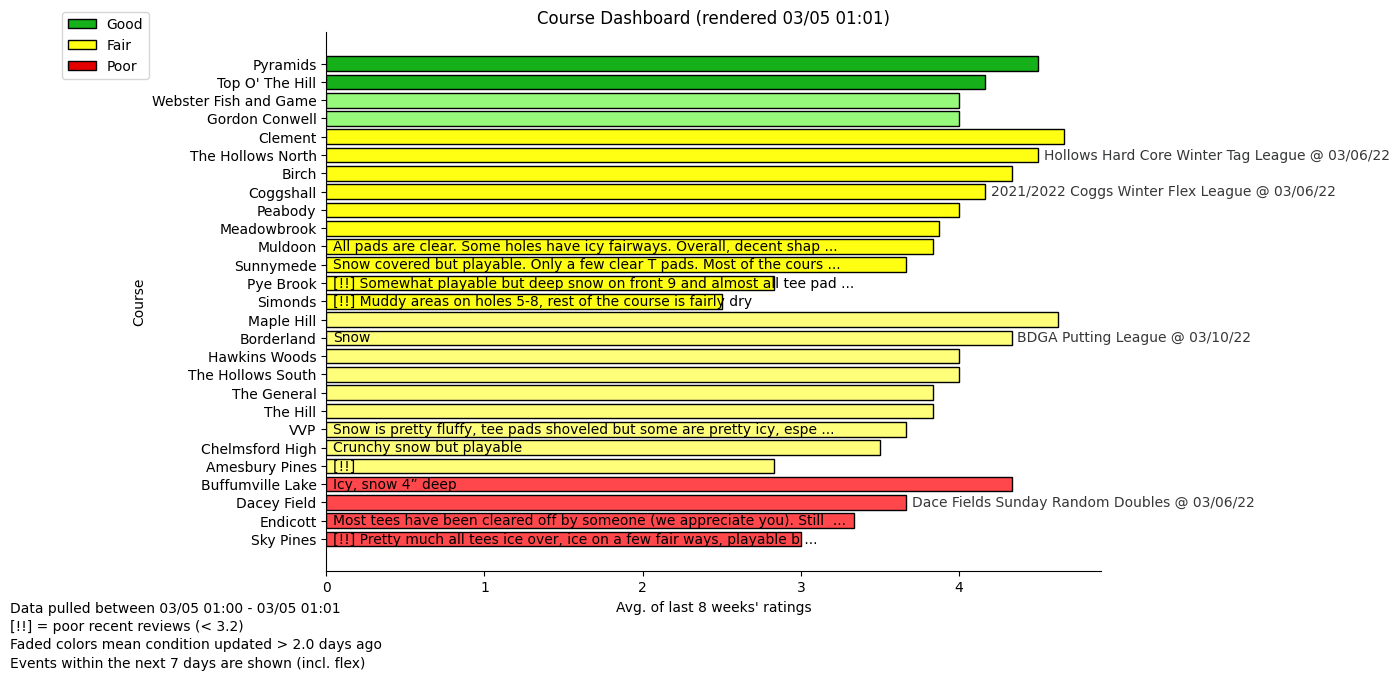 Course Dashboard (rendered 03/05 01:01)
Good
Fair
Poor
Course
Pyramids
Top O' The Hill
Webster Fish and Game
Gordon Conwell
Clement
The Hollows North Hollows Hard Core Winter Tag League @ 03/06/22
Birch
Coggshall 2021/2022 Coggs Winter Flex League @ 03/06/22
Peabody
Meadowbrook
Muldoon All pads are clear. Some holes have icy fairways. Overall, decent shap ...
Sunnymede Snow covered but playable. Only a few clear T pads. Most of the cours ...
Pye Brook [!!] Somewhat playable but deep snow on front 9 and almost all tee pad ...
Simonds [!!] Muddy areas on holes 5-8, rest of the course is fairly dry
Maple Hill
Borderland Snow BDGA Putting League @ 03/10/22
Hawkins Woods
The Hollows South
The General
The Hill
VVP Snow is pretty fluffy, tee pads shoveled but some are pretty icy, espe ...
Chelmsford High Crunchy snow but playable
Amesbury Pines [!!]
Buffumville Lake Icy, snow 4” deep
Dacey Field Dace Fields Sunday Random Doubles @ 03/06/22
Endicott Most tees have been cleared off by someone (we appreciate you). Still  ...
Sky Pines [!!] Pretty much all tees ice over, ice on a few fair ways, playable b ...
0 1 2 3 4
Avg. of last 8 weeks' ratings
Data pulled between 03/05 01:00 - 03/05 01:01
[!!] = poor recent reviews (< 3.2)
Faded colors mean condition updated > 2.0 days ago
Events within the next 7 days are shown (incl. flex)